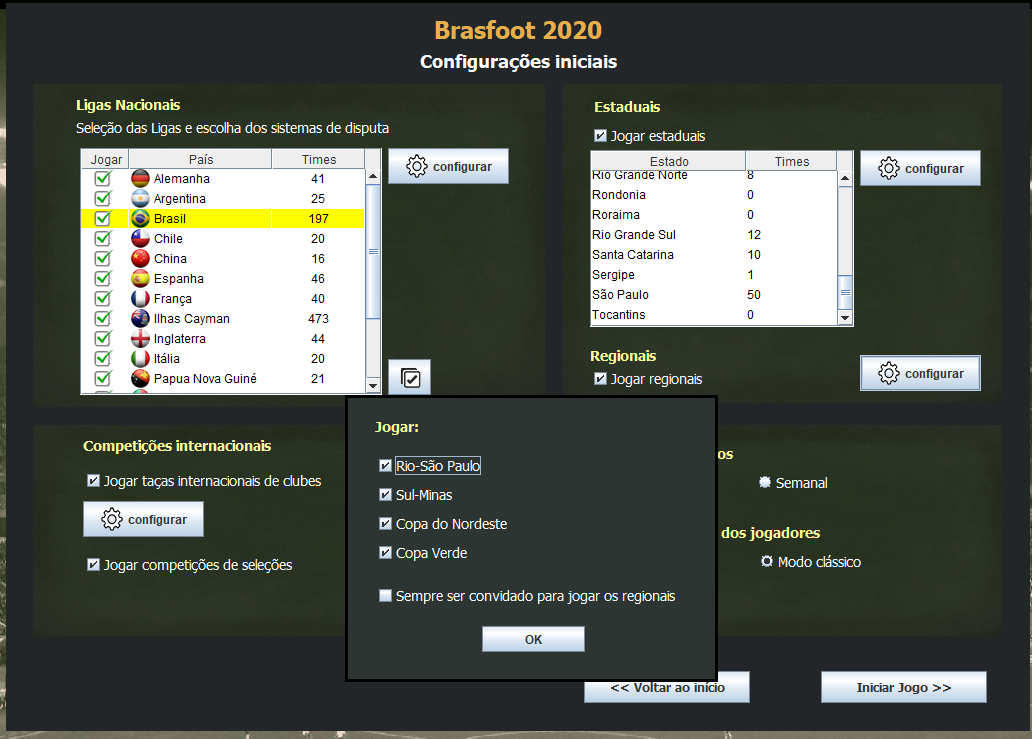 Brasfoot 2020
Configurações iniciais
Ligas Nacionais
Seleção das Ligas e escolha dos sistemas de disputa
Jogar País Times
Alemanha 41
Argentina 25
Brasil 197
Chile 20
China 16
Espanha 46
França 40
Ilhas Cayman 473
Inglaterra 44
Itália 20
Papua Nova Guiné 21
configurar
Estaduais
Jogar estaduais
Estado Times
Rio Grande Norte 8
Rondonia 0
Roraima 0
Rio Grande Sul 12
Santa Catarina 10
Sergipe 1
São Paulo 50
Tocantins 0
configurar
Regionais
Jogar regionais
configurar
Competições internacionais
Jogar taças internacionais de clubes
configurar
Jogar competições de seleções
Jogar:
Rio-São Paulo
Sul-Minas
Copa do Nordeste
Copa Verde
Sempre ser convidado para jogar os regionais
OK
os
Semanal
dos jogadores
Modo clássico
<< Voltar ao início
Iniciar Jogo >>